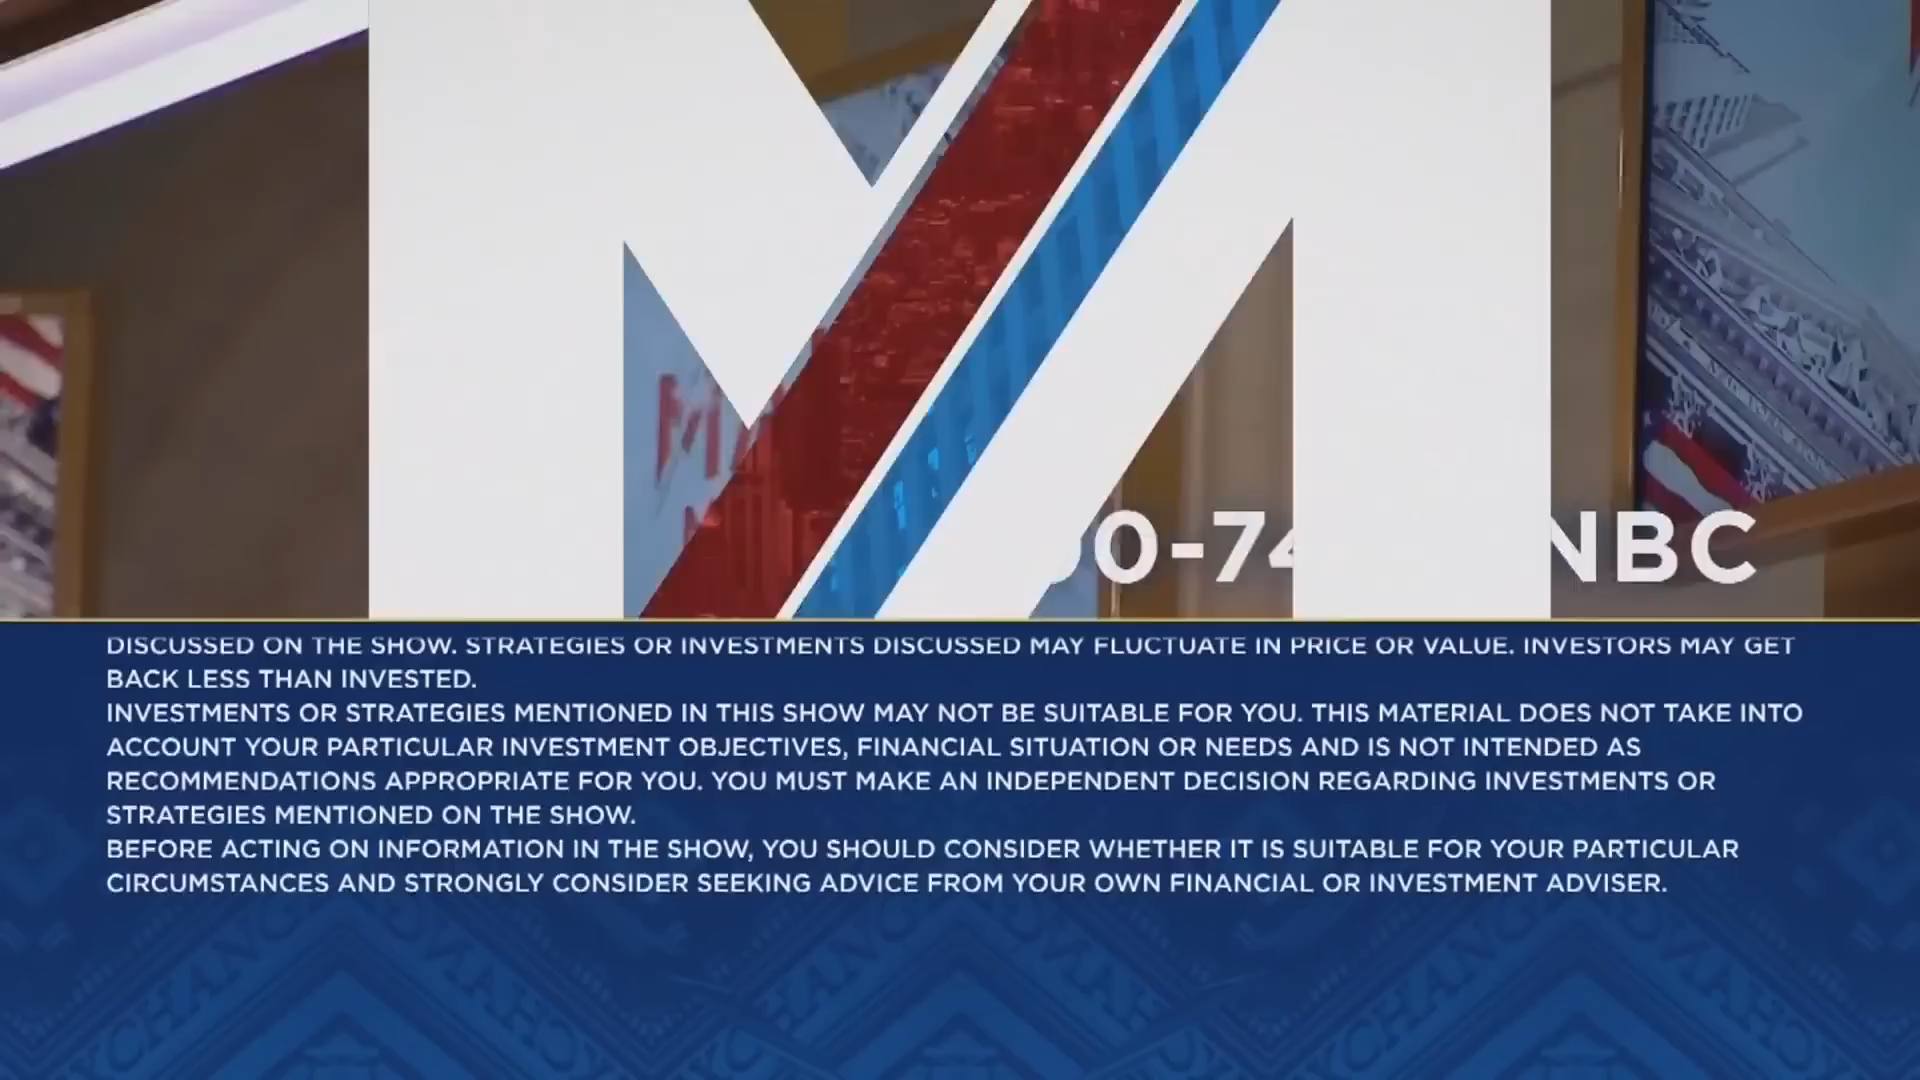 MA
00-74
NBC
DISCUSSED ON THE SHOW. STRATEGIES OR INVESTMENTS DISCUSSED MAY FLUCTUATE IN PRICE OR VALUE. INVESTORS MAY GET
BACK LESS THAN INVESTED.
INVESTMENTS OR STRATEGIES MENTIONED IN THIS SHOW MAY NOT BE SUITABLE FOR YOU. THIS MATERIAL DOES NOT TAKE INTO
ACCOUNT YOUR PARTICULAR INVESTMENT OBJECTIVES, FINANCIAL SITUATION OR NEEDS AND IS NOT INTENDED AS
RECOMMENDATIONS APPROPRIATE FOR YOU. YOU MUST MAKE AN INDEPENDENT DECISION REGARDING INVESTMENTS OR
STRATEGIES MENTIONED ON THE SHOW.
BEFORE ACTING ON INFORMATION IN THE SHOW, YOU SHOULD CONSIDER WHETHER IT IS SUITABLE FOR YOUR PARTICULAR
CIRCUMSTANCES AND STRONGLY CONSIDER SEEKING ADVICE FROM YOUR OWN FINANCIAL OR INVESTMENT ADVISER.